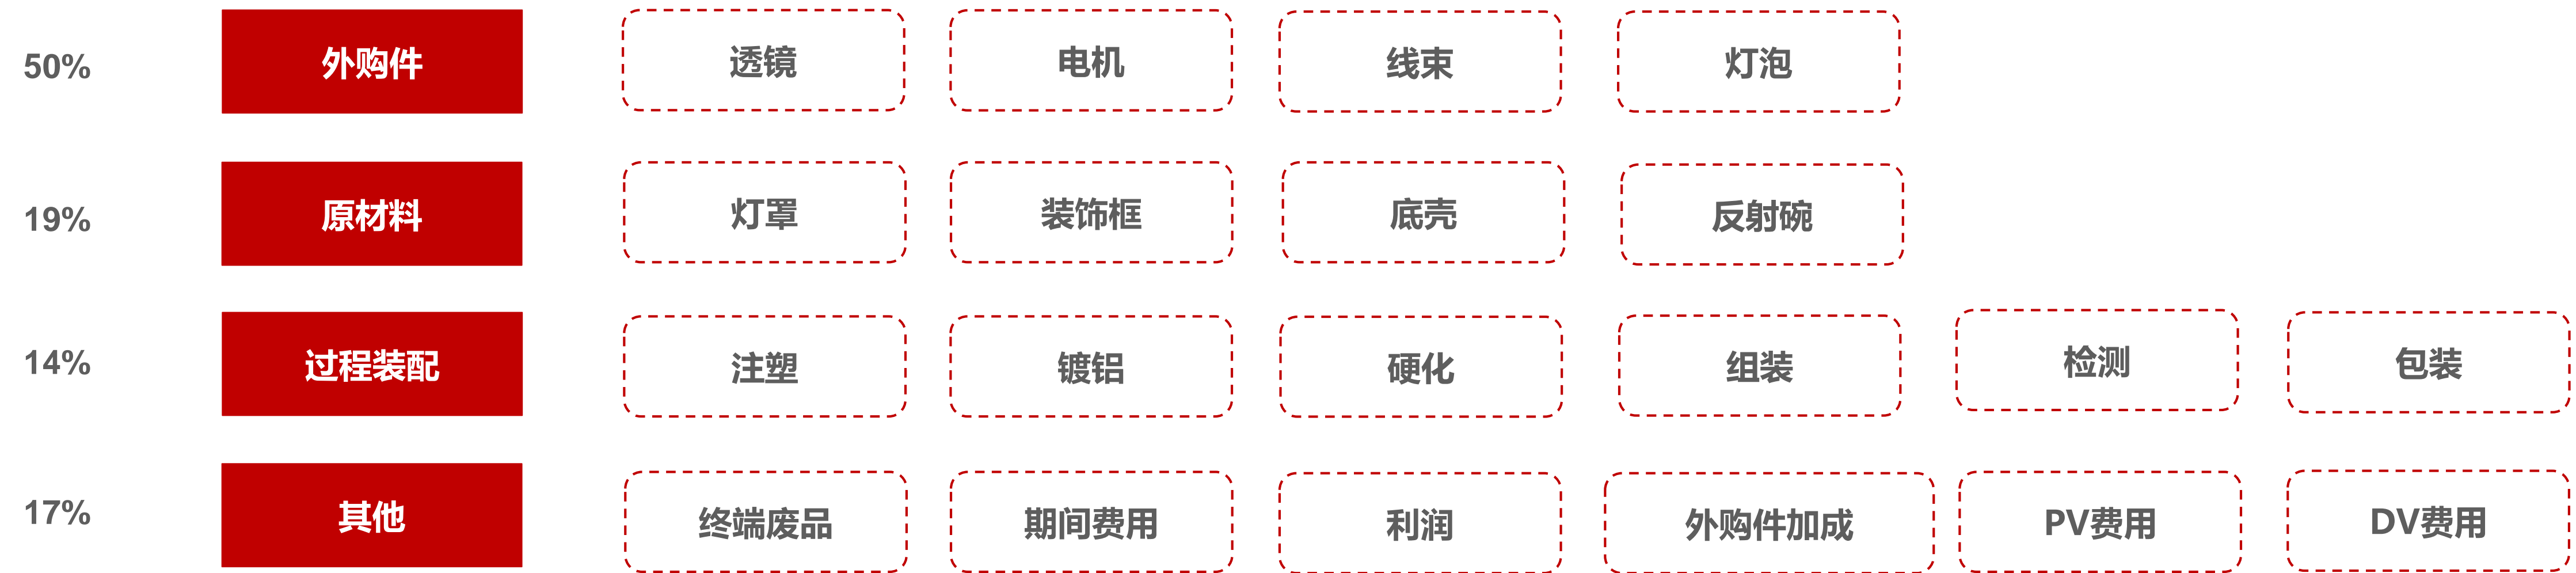 50% 外购件 透镜 电机 线束 灯泡
19% 原材料 灯罩 装饰框 底壳 反射碗
14% 过程装配 注塑 镀铝 硬化 组装 检测 包装
17% 其他 终端废品 期间费用 利润 外购件加成 PV费用 DV费用